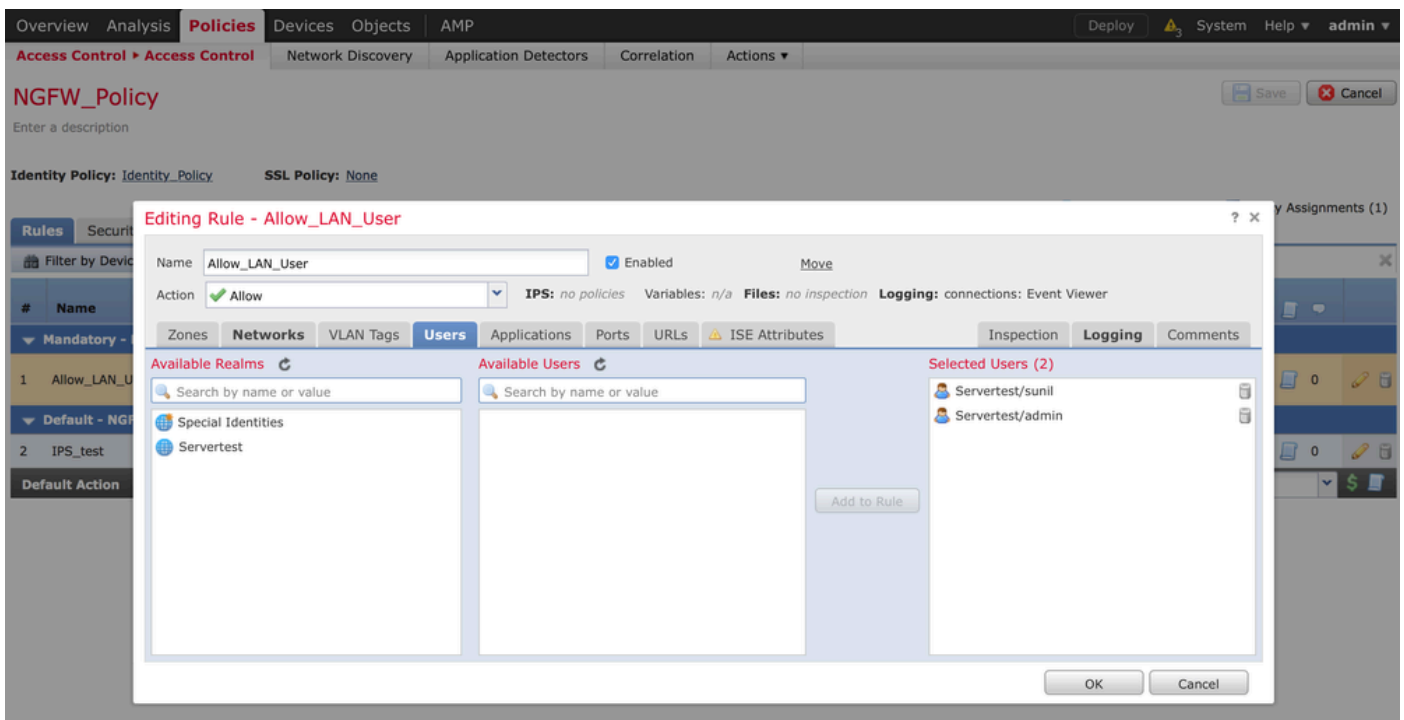 Overview Analysis Policies Devices Objects AMP Deploy 3 System Help ▾ admin ▾
Access Control ▸ Access Control Network Discovery Application Detectors Correlation Actions ▾
NGFW_Policy Save Cancel
Enter a description
Identity Policy: Identity_Policy SSL Policy: None
y Assignments (1)
Rules Securit
Filter by Devic
# Name
Mandatory -
1 Allow_LAN_U 0
Default - NGF
2 IPS_test 0
Default Action $
Editing Rule - Allow_LAN_User ? ×
Name Allow_LAN_User Enabled Move
Action Allow IPS: no policies Variables: n/a Files: no inspection Logging: connections: Event Viewer
Zones Networks VLAN Tags Users Applications Ports URLs ISE Attributes Inspection Logging Comments
Available Realms Available Users Selected Users (2)
Search by name or value Search by name or value Servertest/sunil
Special Identities Servertest/admin
Servertest
Add to Rule
OK Cancel